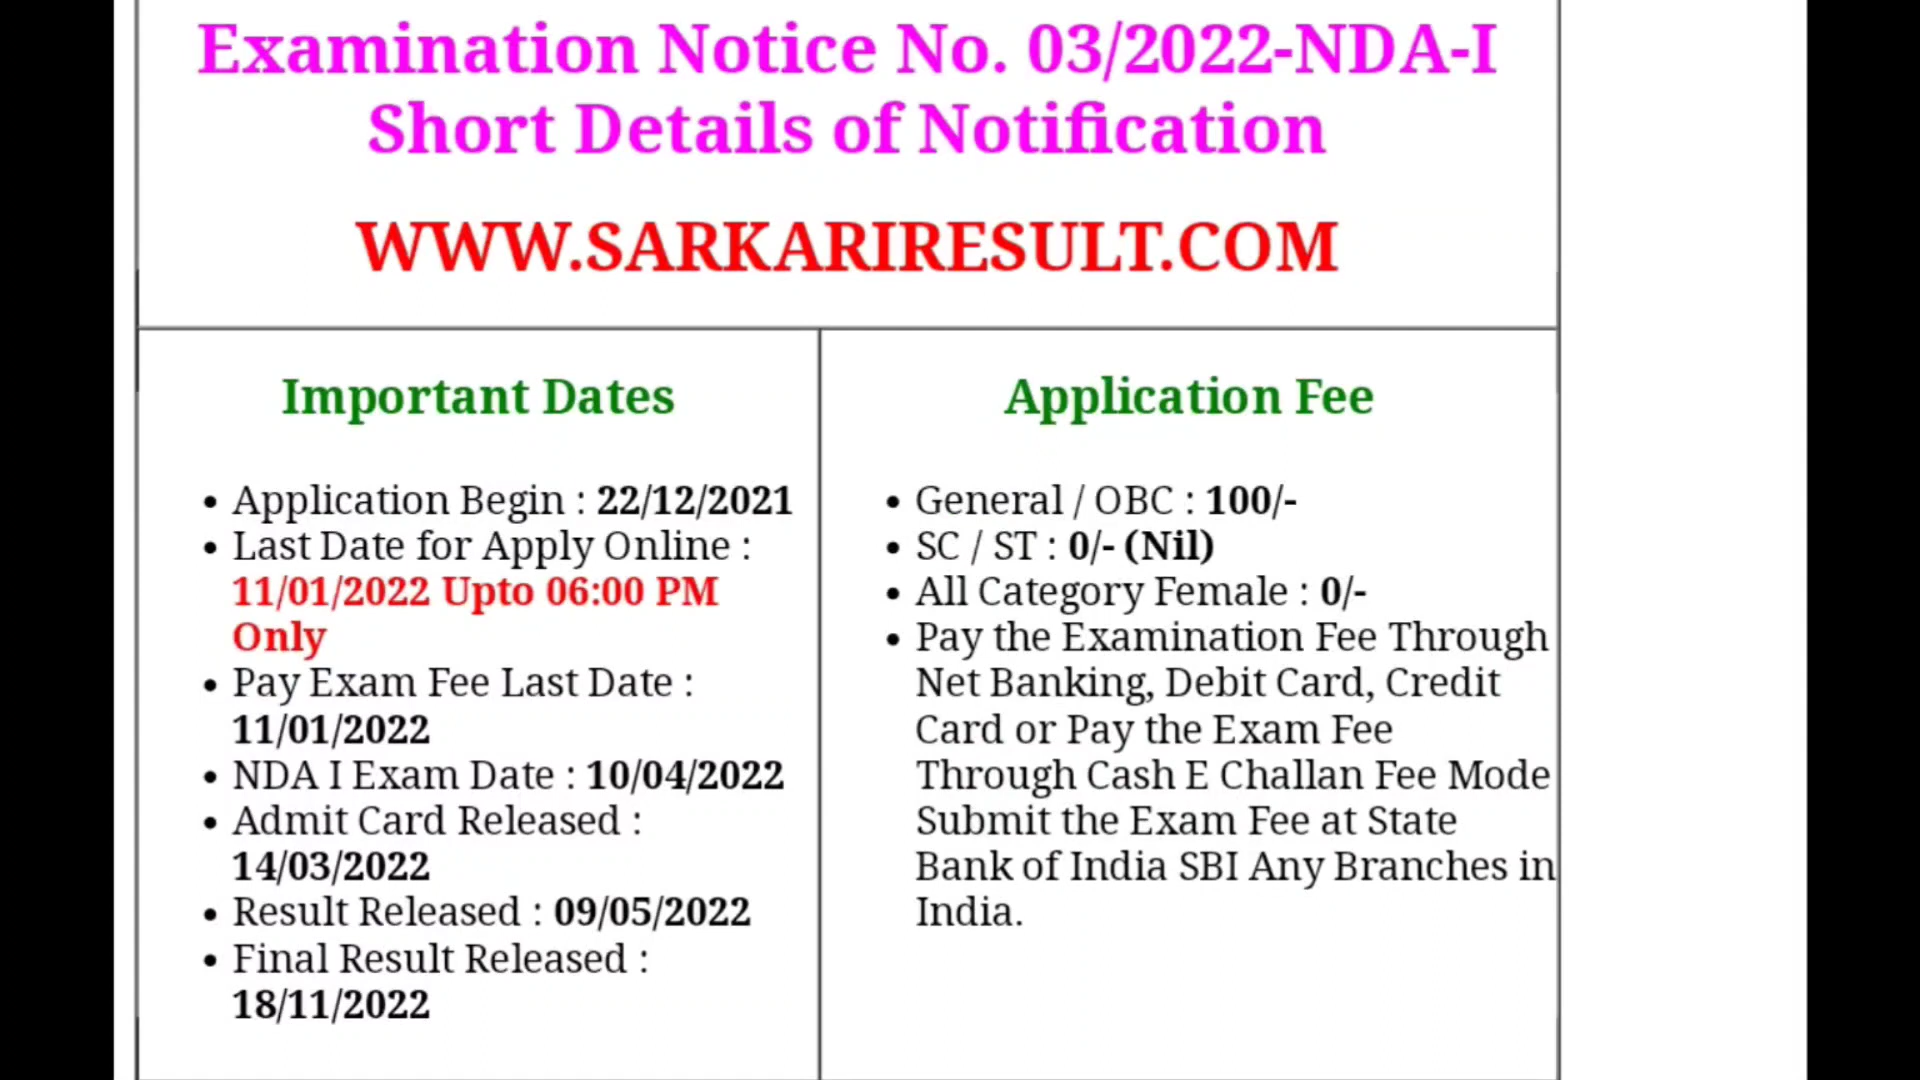 Examination Notice No. 03/2022-NDA-I
Short Details of Notification
WWW.SARKARIRESULT.COM
Important Dates
• Application Begin : 22/12/2021
• Last Date for Apply Online :
11/01/2022 Upto 06:00 PM
Only
• Pay Exam Fee Last Date :
11/01/2022
• NDA I Exam Date : 10/04/2022
• Admit Card Released :
14/03/2022
• Result Released : 09/05/2022
• Final Result Released :
18/11/2022
Application Fee
• General / OBC : 100/-
• SC / ST : 0/- (Nil)
• All Category Female : 0/-
• Pay the Examination Fee Through
Net Banking, Debit Card, Credit
Card or Pay the Exam Fee
Through Cash E Challan Fee Mode
Submit the Exam Fee at State
Bank of India SBI Any Branches in
India.